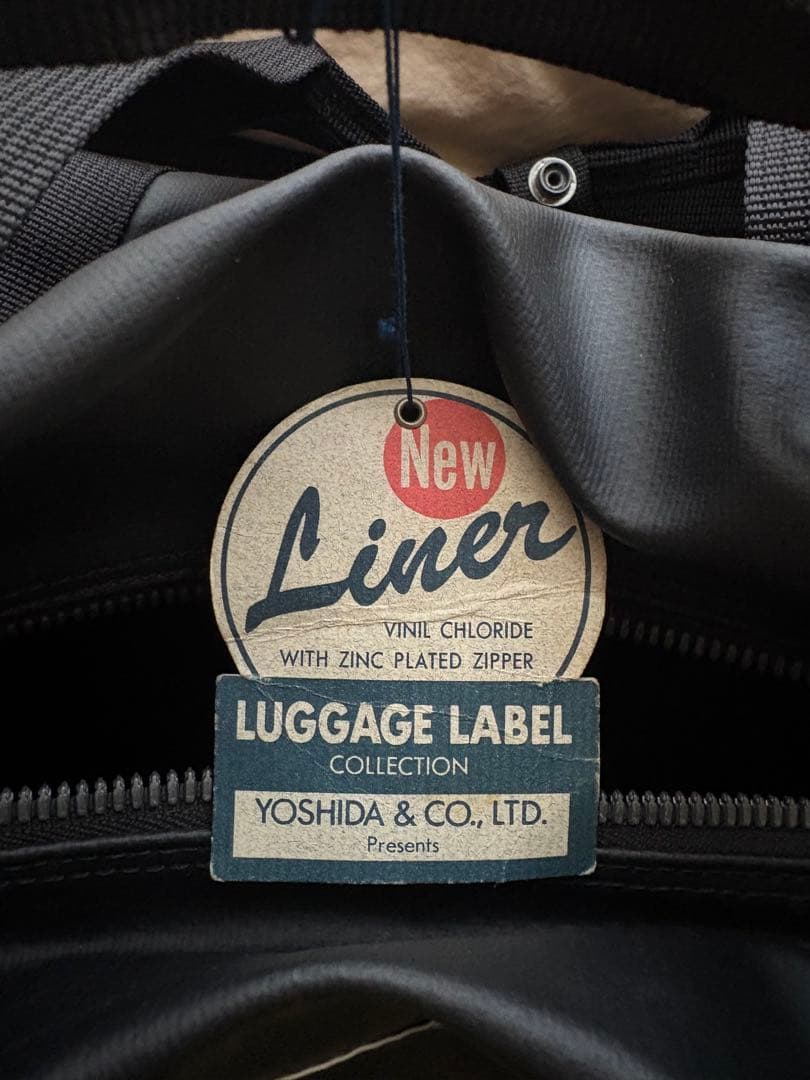 New
Liner
VINIL CHLORIDE
WITH ZINC PLATED ZIPPER
LUGGAGE LABEL
COLLECTION
YOSHIDA & CO., LTD.
Presents